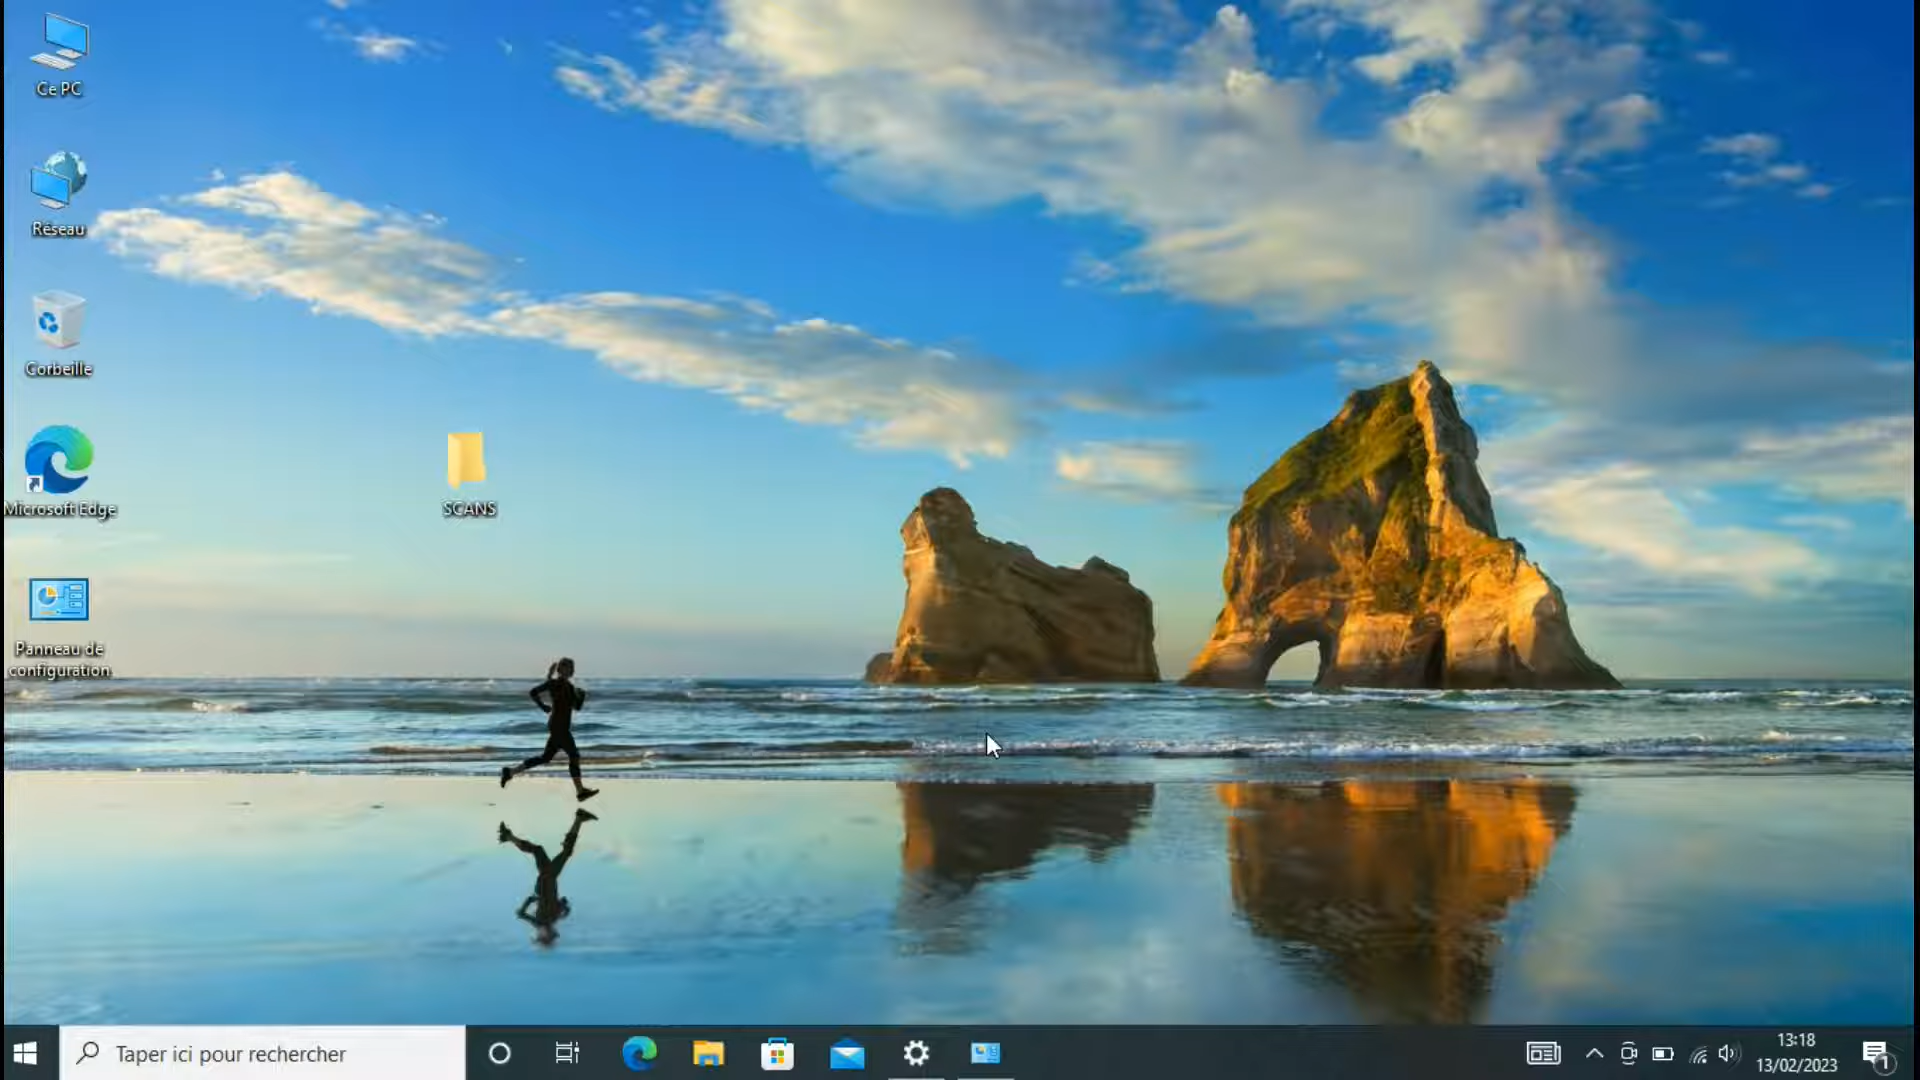 Ce PC
Réseau
Corbeille
Microsoft Edge
SCANS
Panneau de
configuration
Taper ici pour rechercher
13:18
13/02/2023
1